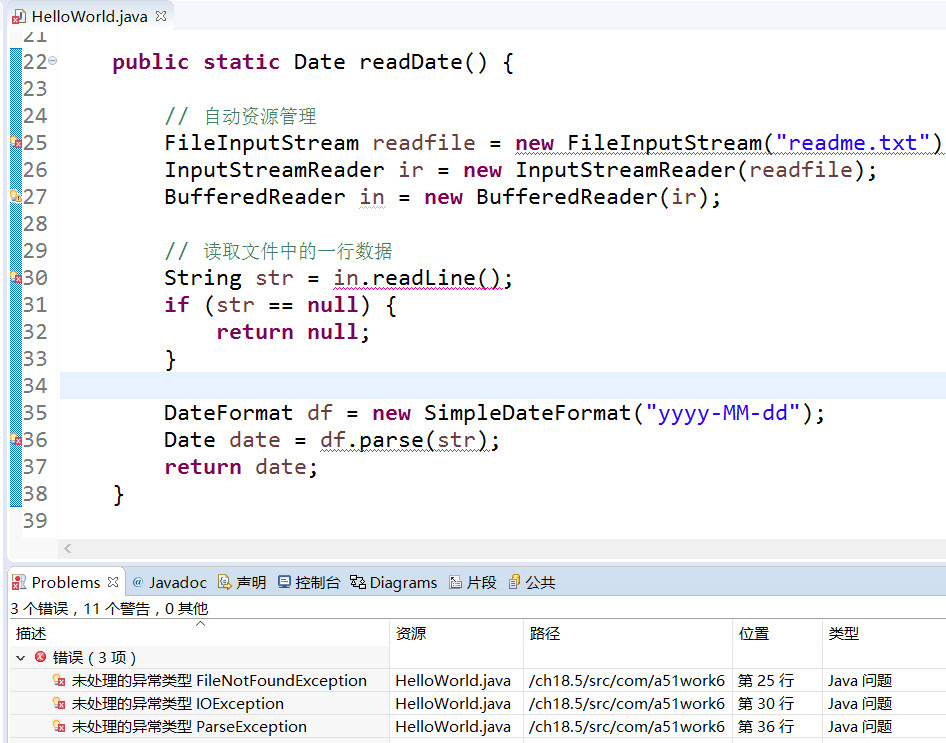 HelloWorld.java
21
22 public static Date readDate() {
23
24 // 自动资源管理
25 FileInputStream readfile = new FileInputStream("readme.txt")
26 InputStreamReader ir = new InputStreamReader(readfile);
27 BufferedReader in = new BufferedReader(ir);
28
29 // 读取文件中的一行数据
30 String str = in.readLine();
31 if (str == null) {
32 return null;
33 }
34
35 DateFormat df = new SimpleDateFormat("yyyy-MM-dd");
36 Date date = df.parse(str);
37 return date;
38 }
39
Problems @ Javadoc 声明 控制台 Diagrams 片段 公共
3 个错误，11 个警告，0 其他
描述 资源 路径 位置 类型
错误（3 项）
未处理的异常类型 FileNotFoundException HelloWorld.java /ch18.5/src/com/a51work6 第 25 行 Java 问题
未处理的异常类型 IOException HelloWorld.java /ch18.5/src/com/a51work6 第 30 行 Java 问题
未处理的异常类型 ParseException HelloWorld.java /ch18.5/src/com/a51work6 第 36 行 Java 问题